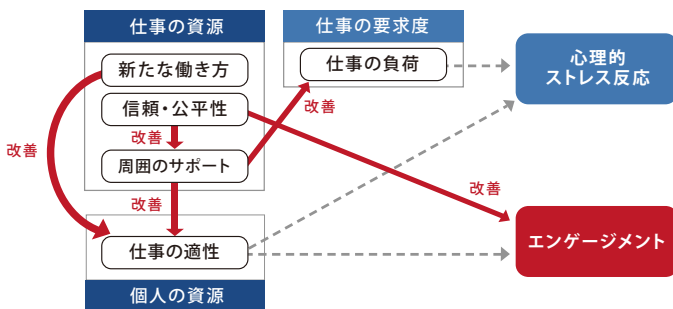 仕事の資源
仕事の要求度
新たな働き方
仕事の負荷
心理的
ストレス反応
信頼・公平性
改善
改善
改善
周囲のサポート
改善
改善
仕事の適性
エンゲージメント
個人の資源